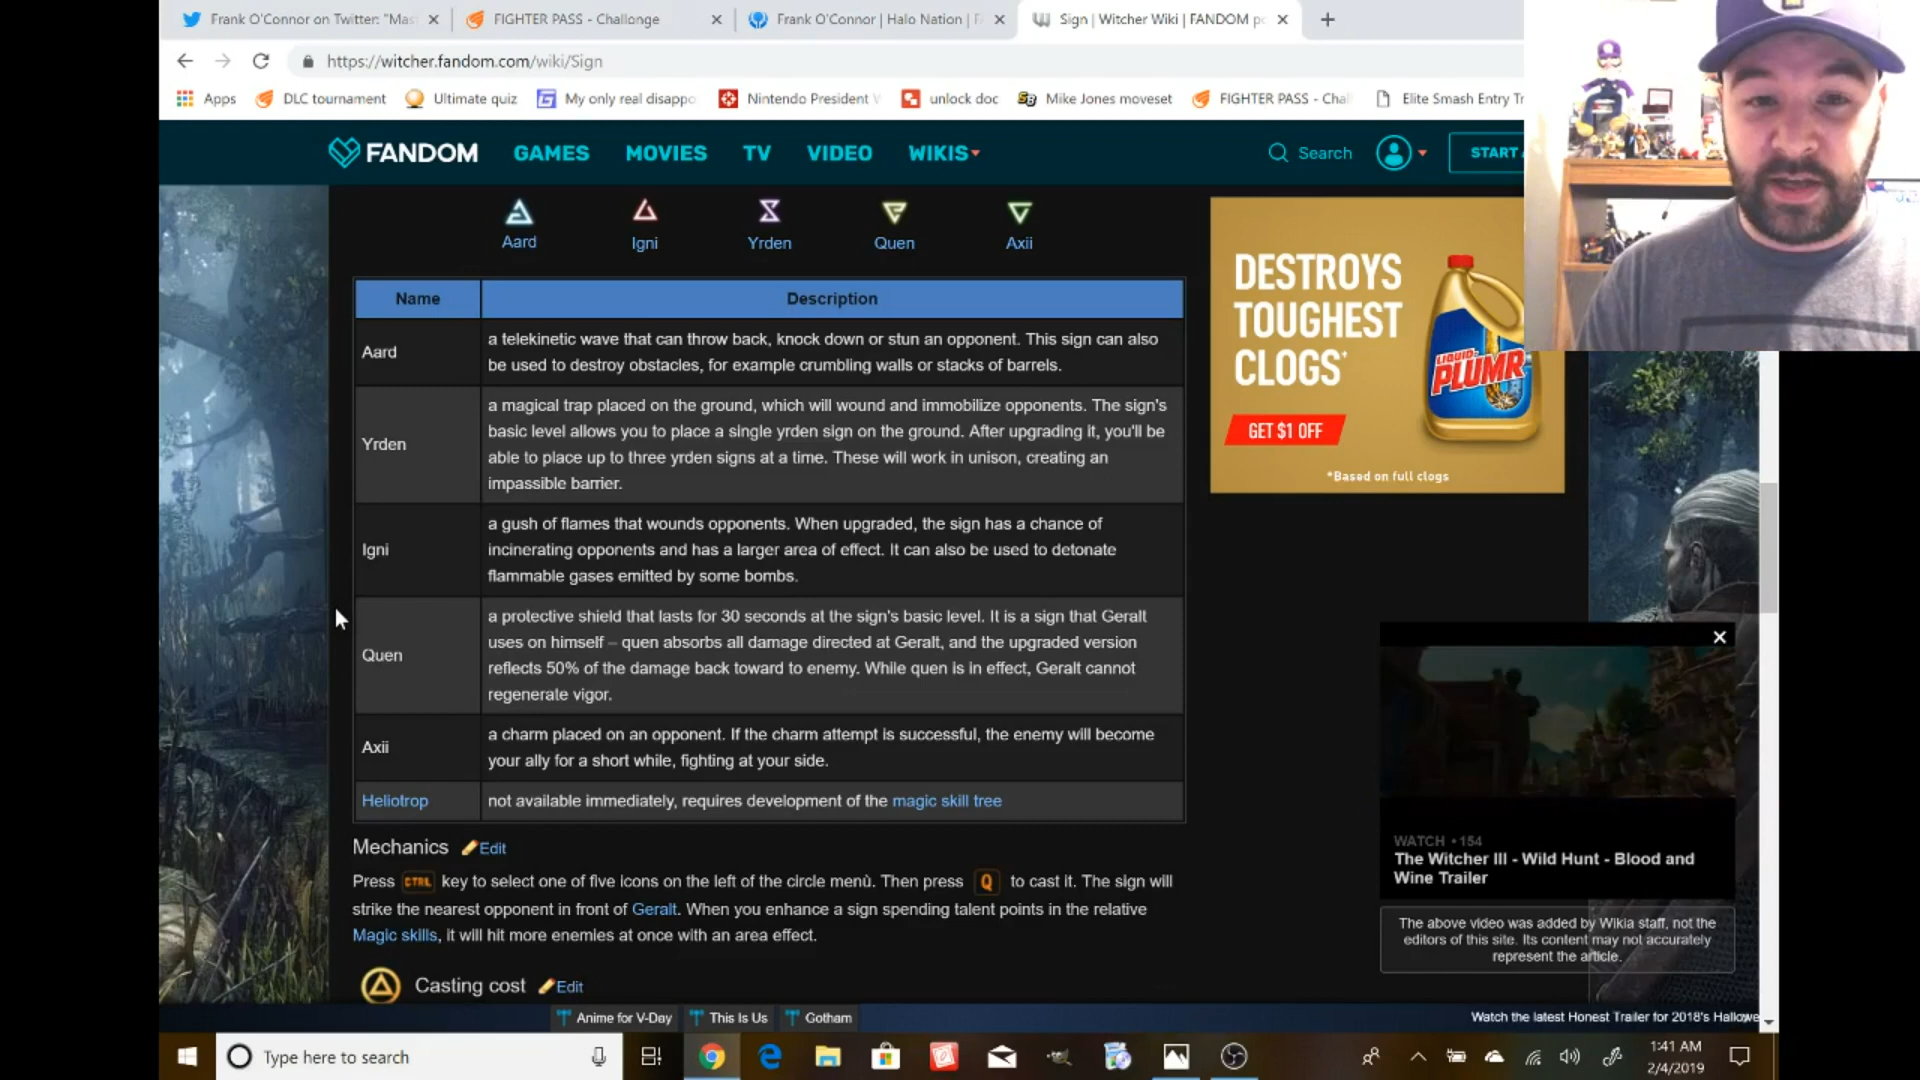 Frank O'Connor on Twitter: "Mas
FIGHTER PASS - Challonge
Frank O'Connor | Halo Nation | F
Sign | Witcher Wiki | FANDOM po
https://witcher.fandom.com/wiki/Sign
Apps
DLC tournament
Ultimate quiz
My only real disappo
Nintendo President
unlock doc
Mike Jones moveset
FIGHTER PASS - Chal
Elite Smash Entry Tr
FANDOM
GAMES
MOVIES
TV
VIDEO
WIKIS
Search
START
Aard
Igni
Yrden
Quen
Axii
Name
Description
Aard
a telekinetic wave that can throw back, knock down or stun an opponent. This sign can also
be used to destroy obstacles, for example crumbling walls or stacks of barrels.
Yrden
a magical trap placed on the ground, which will wound and immobilize opponents. The sign's
basic level allows you to place a single yrden sign on the ground. After upgrading it, you'll be
able to place up to three yrden signs at a time. These will work in unison, creating an
impassible barrier.
Igni
a gush of flames that wounds opponents. When upgraded, the sign has a chance of
incinerating opponents and has a larger area of effect. It can also be used to detonate
flammable gases emitted by some bombs.
Quen
a protective shield that lasts for 30 seconds at the sign's basic level. It is a sign that Geralt
uses on himself – quen absorbs all damage directed at Geralt, and the upgraded version
reflects 50% of the damage back toward to enemy. While quen is in effect, Geralt cannot
regenerate vigor.
Axii
a charm placed on an opponent. If the charm attempt is successful, the enemy will become
your ally for a short while, fighting at your side.
Heliotrop
not available immediately, requires development of the magic skill tree
Mechanics
Edit
Press CTRL key to select one of five icons on the left of the circle menù. Then press Q to cast it. The sign will
strike the nearest opponent in front of Geralt. When you enhance a sign spending talent points in the relative
Magic skills, it will hit more enemies at once with an area effect.
Casting cost
Edit
DESTROYS
TOUGHEST
CLOGS*
LIQUID-
PLUMR
GET $1 OFF
*Based on full clogs
WATCH • 154
The Witcher III - Wild Hunt - Blood and
Wine Trailer
The above video was added by Wikia staff, not the
editors of this site. Its content may not accurately
represent the article.
Anime for V-Day
This Is Us
Gotham
Watch the latest Honest Trailer for 2018's Hallowe
Type here to search
1:41 AM
2/4/2019